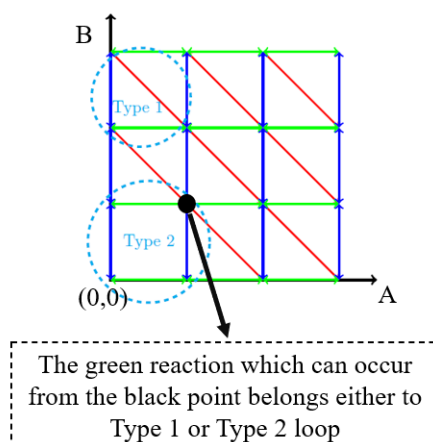 B
Type 1
Type 2
(0,0)
A
The green reaction which can occur
from the black point belongs either to
Type 1 or Type 2 loop